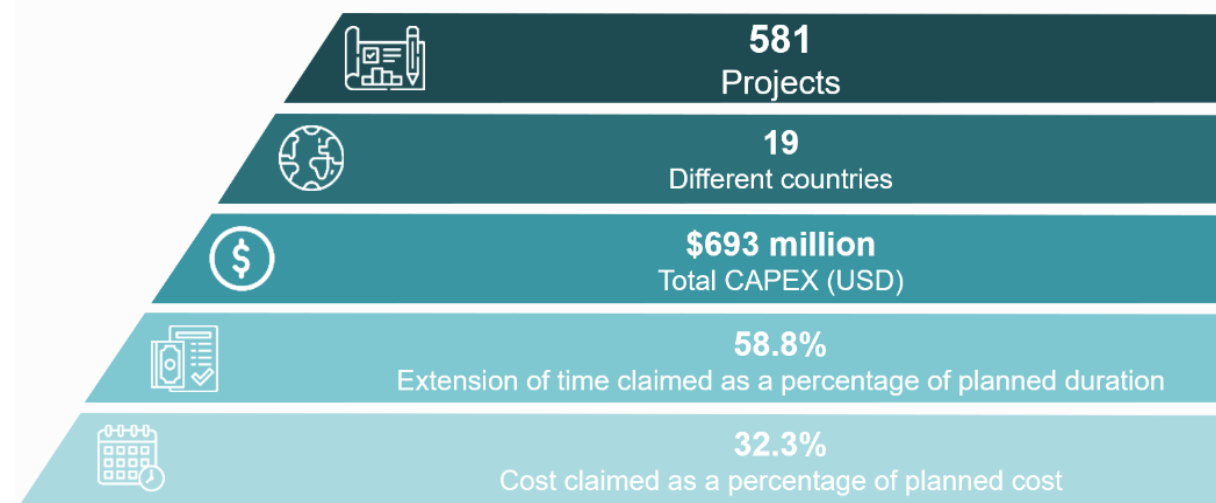 581
Projects
19
Different countries
$693 million
Total CAPEX (USD)
58.8%
Extension of time claimed as a percentage of planned duration
32.3%
Cost claimed as a percentage of planned cost